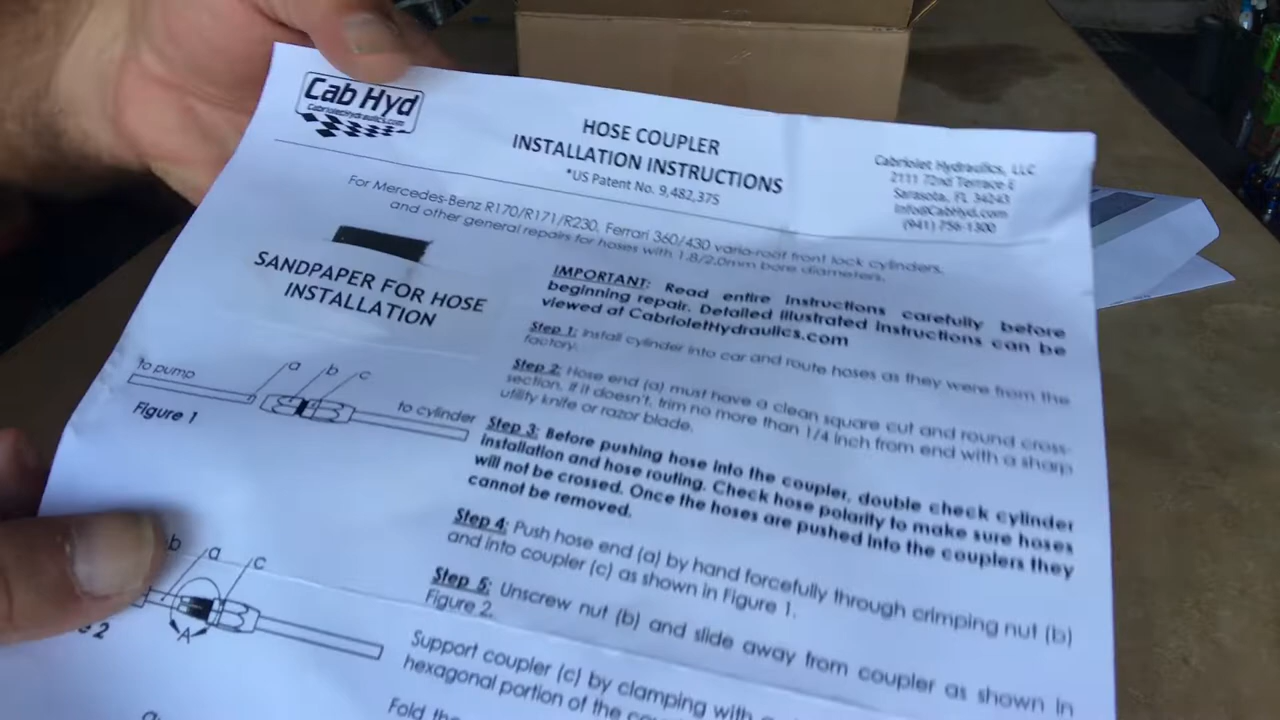 Cab Hyd
CabrioletHydraulics.com
HOSE COUPLER
INSTALLATION INSTRUCTIONS
*US Patent No. 9,482,375
Cabriolet Hydraulics, LLC
2111 72nd Terrace E
Sarasota, FL 34243
Info@CabHyd.com
(941) 756-1300
For Mercedes-Benz R170/R171/R230, Ferrari 360/430 vario-roof front lock cylinders,
and other general repairs for hoses with 1.8/2.0mm bore diameters.
SANDPAPER FOR HOSE
INSTALLATION
IMPORTANT: Read entire instructions carefully before
beginning repair. Detailed illustrated instructions can be
viewed at CabrioletHydraulics.com
Step 1: Install cylinder into car and route hoses as they were from the
factory.
Step 2: Hose end (a) must have a clean square cut and round cross-
section. If it doesn't, trim no more than 1/4 inch from end with a sharp
utility knife or razor blade.
Step 3: Before pushing hose into the coupler, double check cylinder
installation and hose routing. Check hose polarity to make sure hoses
will not be crossed. Once the hoses are pushed into the couplers they
cannot be removed.
Step 4: Push hose end (a) by hand forcefully through crimping nut (b)
and into coupler (c) as shown in Figure 1.
Step 5: Unscrew nut (b) and slide away from coupler as shown in
Figure 2.
Support coupler (c) by clamping with
hexagonal portion of the
Fold the
to pump
a
b
c
to cylinder
Figure 1
b
a
c
A
2